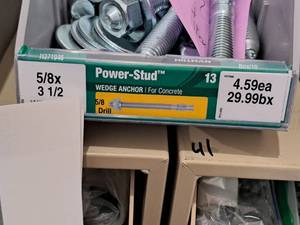 HILLMAN
5/8x
3 1/2
Power-Stud™ 13
WEDGE ANCHOR | For Concrete
5/8
Drill
4.59ea
29.99bx
41